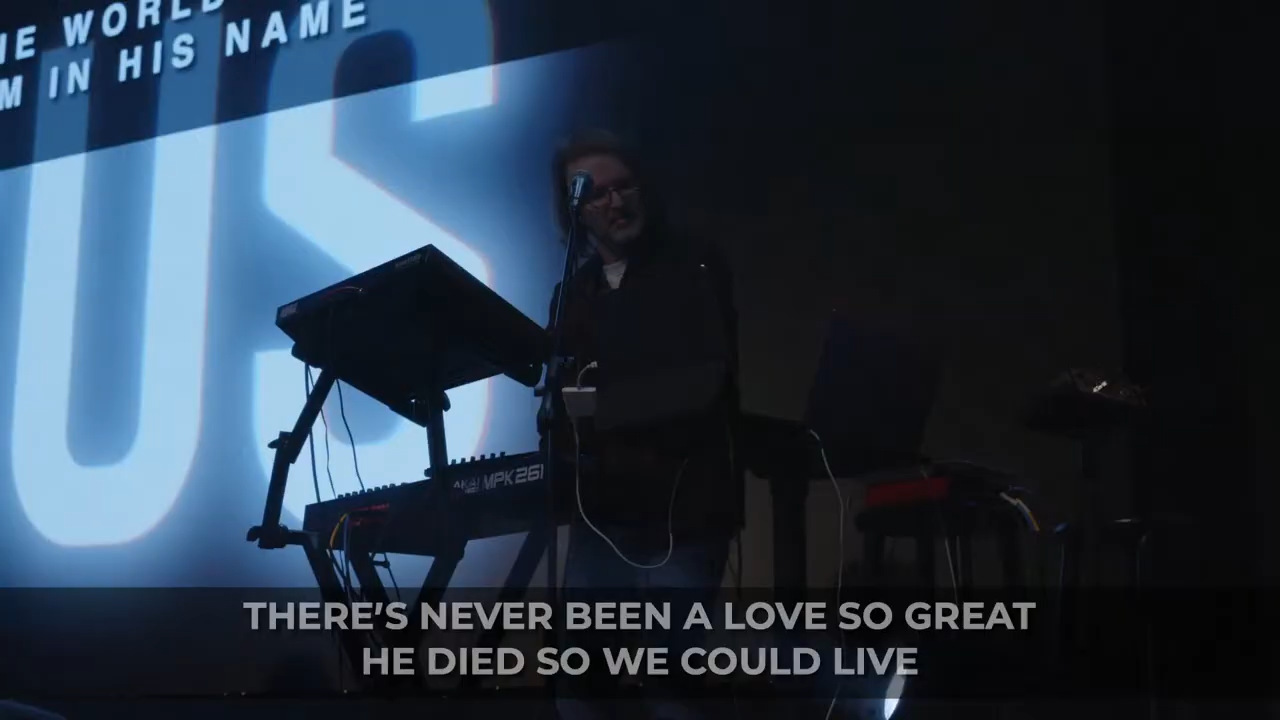 HE WORLD
M IN HIS NAME
US
AKAI MPK261
THERE'S NEVER BEEN A LOVE SO GREAT
HE DIED SO WE COULD LIVE